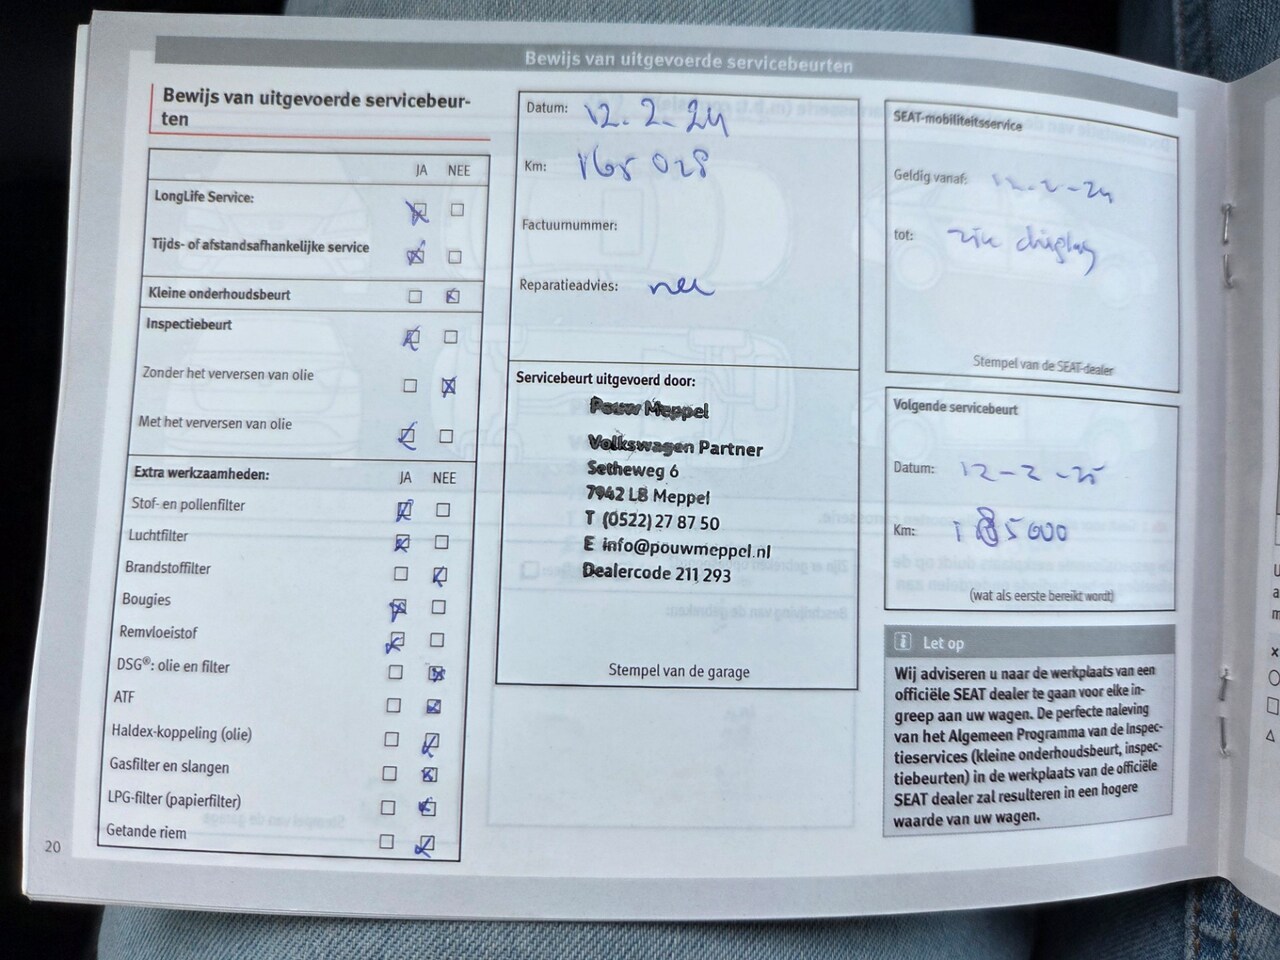 Bewijs van uitgevoerde servicebeurten
Bewijs van uitgevoerde servicebeur-
ten
JA NEE
LongLife Service:
Tijds- of afstandsafhankelijke service
Kleine onderhoudsbeurt
Inspectiebeurt
Zonder het verversen van olie
Met het verversen van olie
Extra werkzaamheden: JA NEE
Stof- en pollenfilter
Luchtfilter
Brandstoffilter
Bougies
Remvloeistof
DSG®: olie en filter
ATF
Haldex-koppeling (olie)
Gasfilter en slangen
LPG-filter (papierfilter)
Getande riem
20
Datum: 12.2.24
Km: 165 028
Factuurnummer:
Reparatieadvies: nee
Servicebeurt uitgevoerd door:
Pouw Meppel
Volkswagen Partner
Setheweg 6
7942 LB Meppel
T (0522) 27 87 50
E info@pouwmeppel.nl
Dealercode 211 293
Stempel van de garage
SEAT-mobiliteitsservice
Geldig vanaf: 12-2-24
tot: zie display
Stempel van de SEAT-dealer
Volgende servicebeurt
Datum: 12-2-25
Km: 185000
(wat als eerste bereikt wordt)
i Let op
Wij adviseren u naar de werkplaats van een
officiële SEAT dealer te gaan voor elke in-
greep aan uw wagen. De perfecte naleving
van het Algemeen Programma van de Inspec-
tieservices (kleine onderhoudsbeurt, inspec-
tiebeurten) in de werkplaats van de officiële
SEAT dealer zal resulteren in een hogere
waarde van uw wagen.